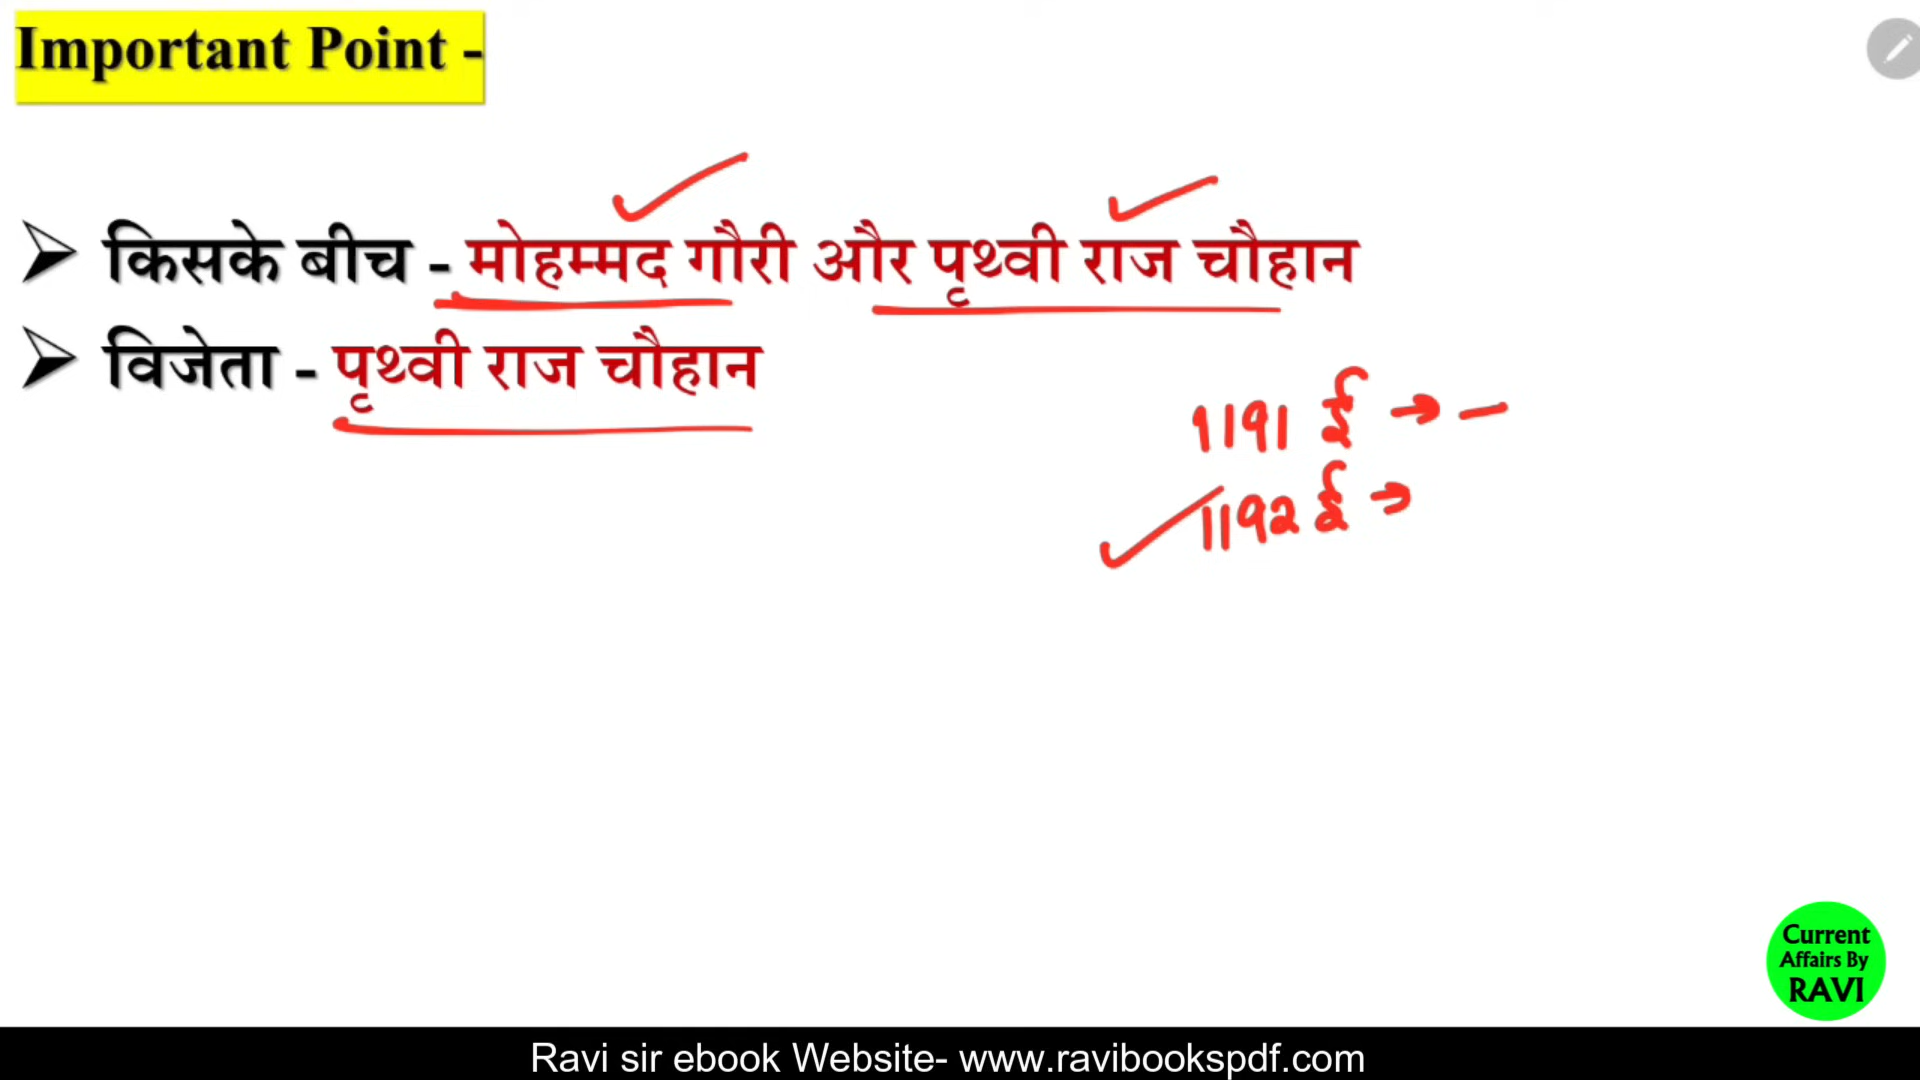 Important Point -
किसके बीच - मोहम्मद गौरी और पृथ्वी राज चौहान
विजेता - पृथ्वी राज चौहान
1191 ई → –
1192 ई →
Current
Affairs By
RAVI
Ravi sir ebook Website- www.ravibookspdf.com